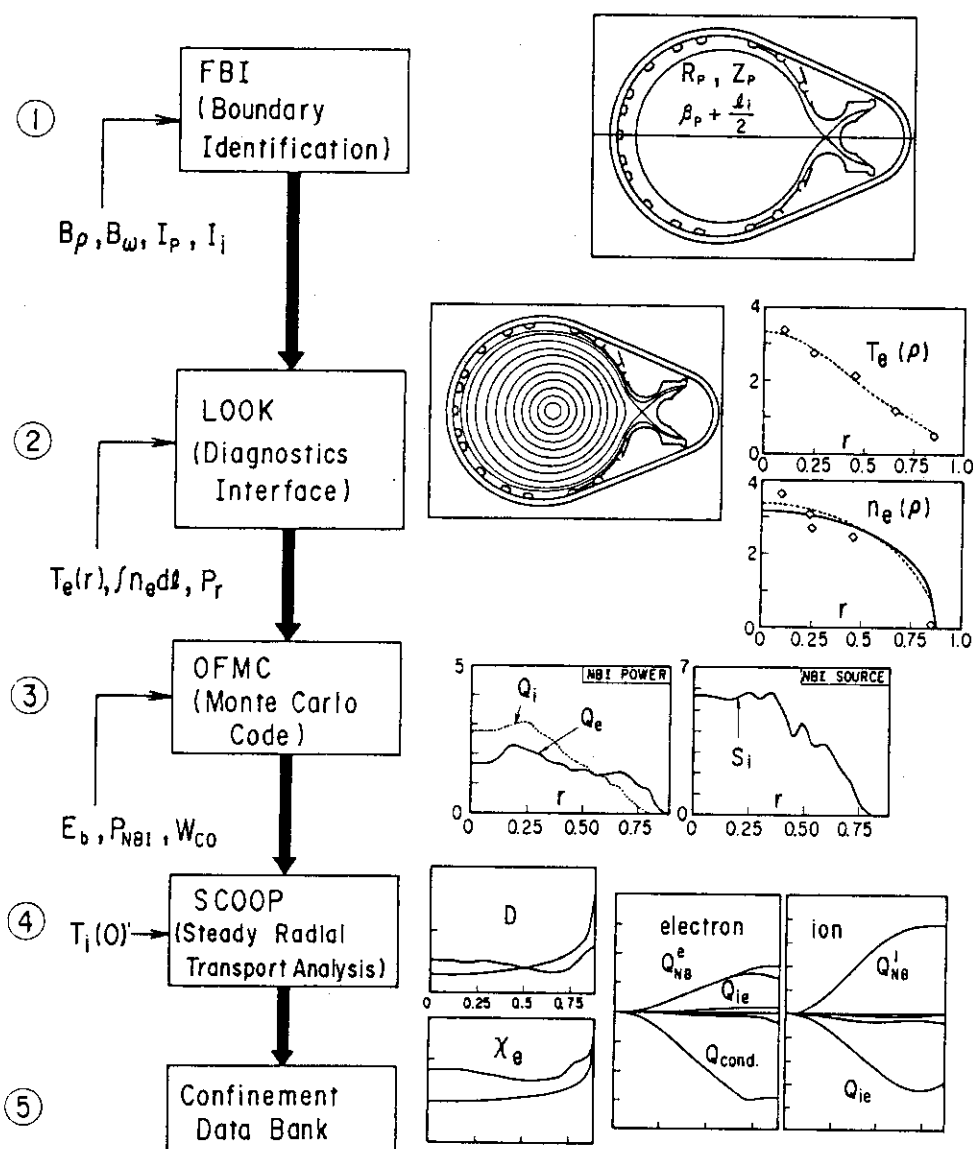 ①
FBI
(Boundary
Identification)
Bρ, Bω, Ip, Ij
Rp, Zp
βp + ℓi/2
②
LOOK
(Diagnostics
Interface)
Te(r), ∫nedℓ, Pr
4
2
0
Te(ρ)
r
0 0.25 0.5 0.75 1.0
4
2
0
ne(ρ)
r
0 0.25 0.5 0.75 1.0
③
OFMC
(Monte Carlo
Code)
Eb, PNBI, WCO
5
NBI POWER
Qi
Qe
r
0
0 0.25 0.50 0.75
7
NBI SOURCE
Si
r
0
0 0.25 0.50 0.75
④
SCOOP
(Steady Radial
Transport Analysis)
Ti(0)
D
0 0.25 0.5 0.75
χe
electron
QNB^e
Qie
Qcond.
ion
QNB^i
Qie
⑤
Confinement
Data Bank